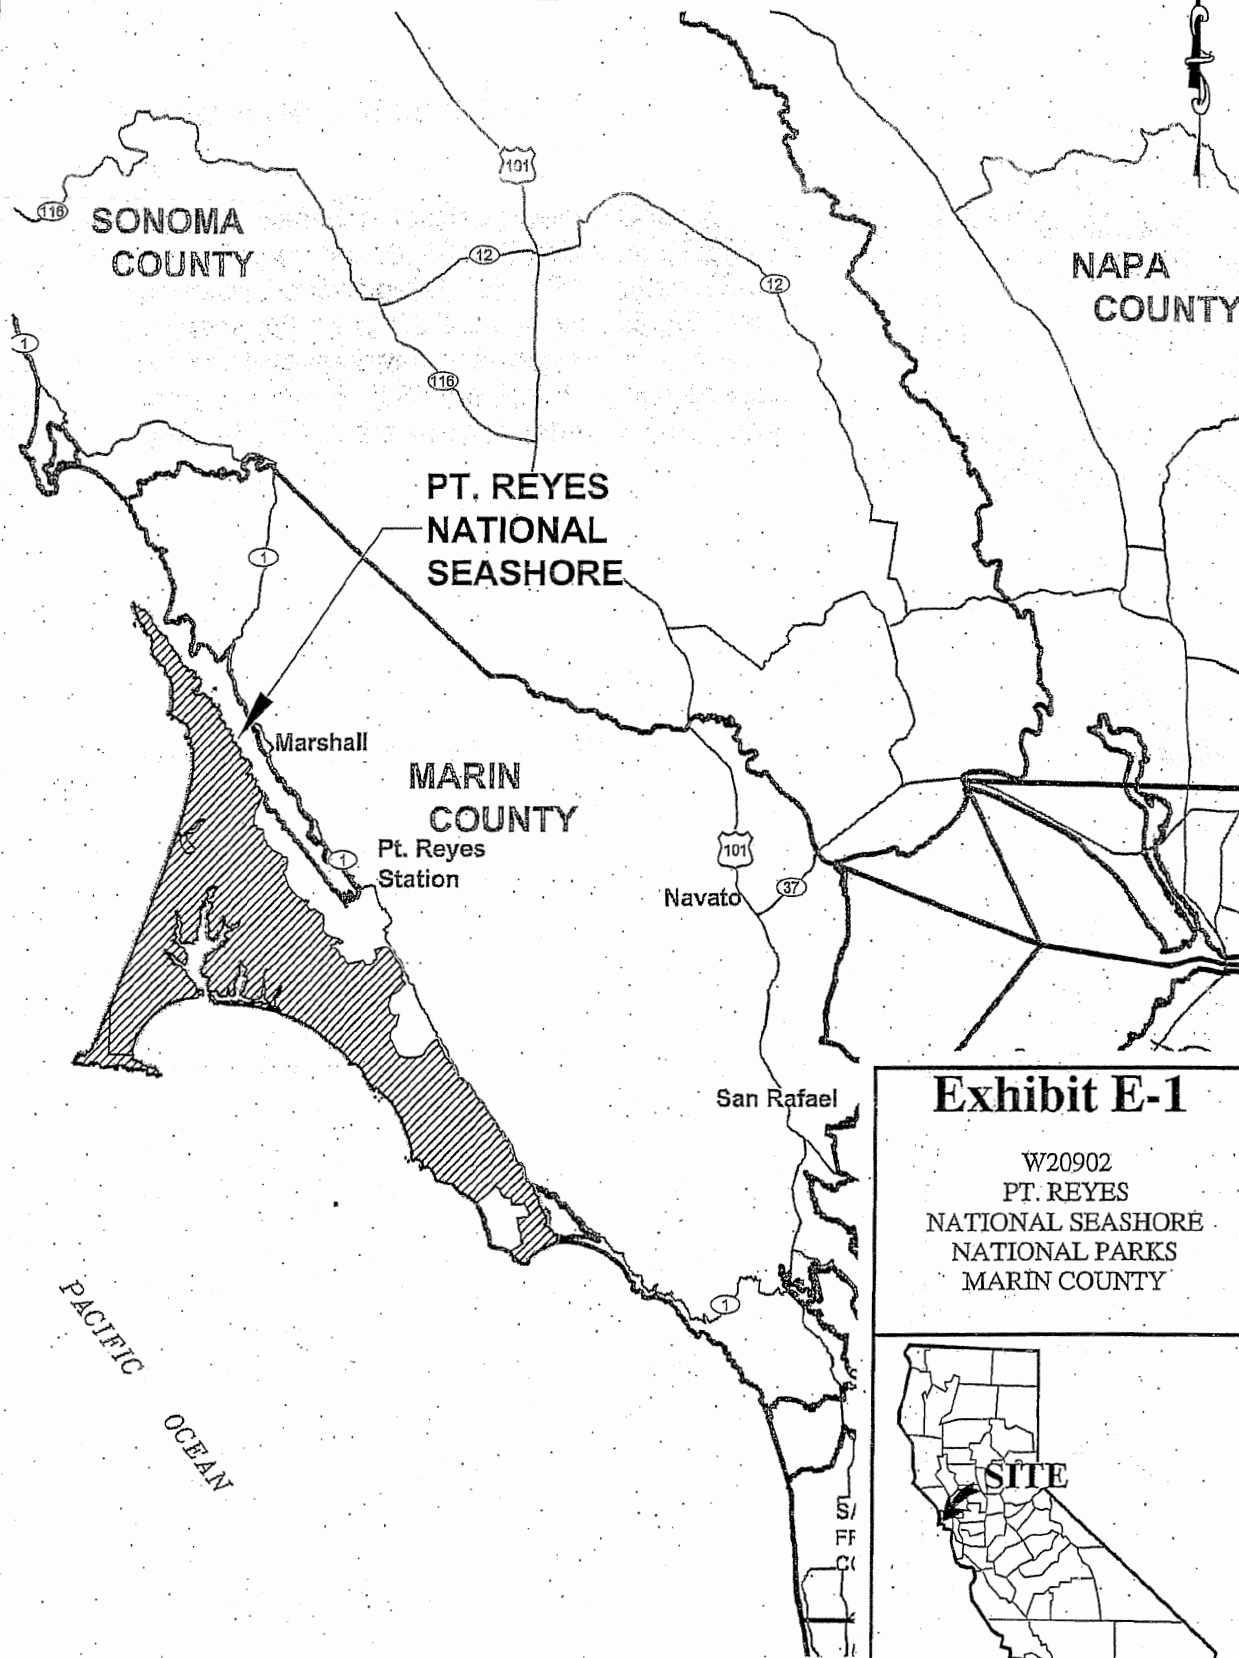 101
116
SONOMA
COUNTY
12
12
NAPA
COUNTY
1
116
PT. REYES
NATIONAL
SEASHORE
1
Marshall
MARIN
COUNTY
1
Pt. Reyes
Station
101
Navato
37
San Rafael
1
PACIFIC
OCEAN
Exhibit E-1
W20902
PT. REYES
NATIONAL SEASHORE
NATIONAL PARKS
MARIN COUNTY
SITE